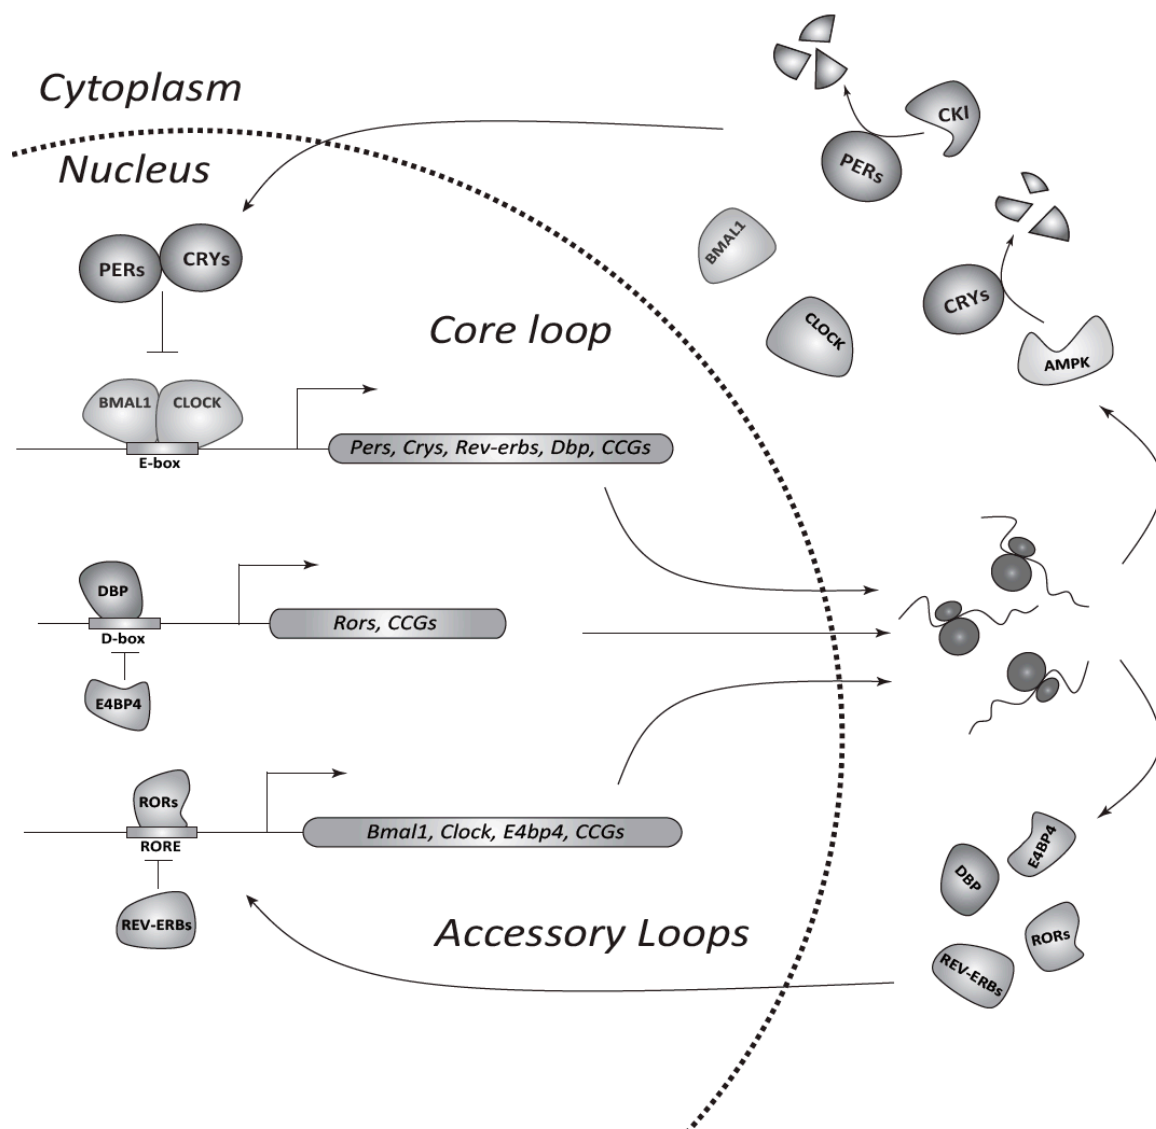 Cytoplasm
Nucleus
PERs
CRYs
BMAL1
CLOCK
E-box
Pers, Crys, Rev-erbs, Dbp, CCGs
Core loop
DBP
D-box
E4BP4
Rors, CCGs
RORs
RORE
REV-ERBs
Bmal1, Clock, E4bp4, CCGs
Accessory Loops
CKI
PERs
BMAL1
CLOCK
CRYs
AMPK
E4BP4
DBP
RORs
REV-ERBs